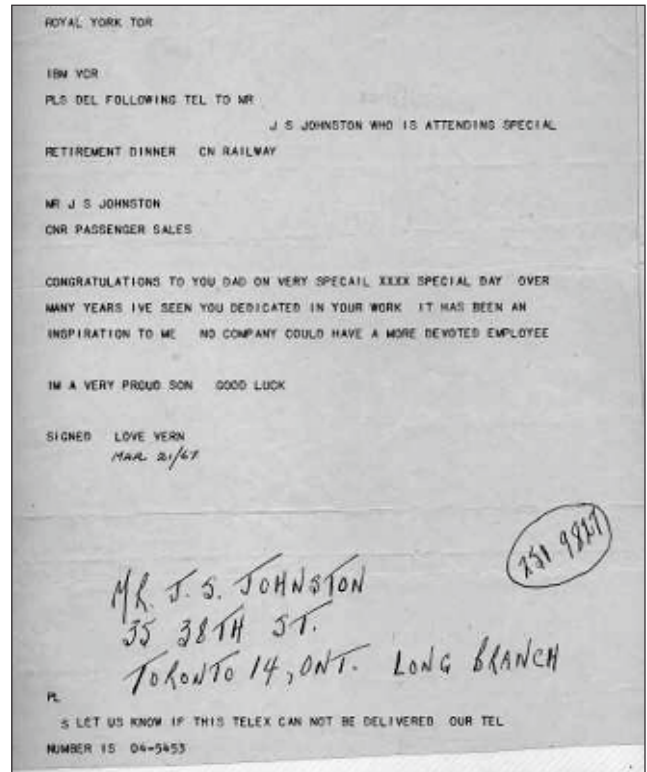 ROYAL YORK TOR
IBM VCR
PLS DEL FOLLOWING TEL TO MR
J S JOHNSTON WHO IS ATTENDING SPECIAL
RETIREMENT DINNER CN RAILWAY
MR J S JOHNSTON
CNR PASSENGER SALES
CONGRATULATIONS TO YOU DAD ON VERY SPECAIL XXXX SPECIAL DAY OVER
MANY YEARS IVE SEEN YOU DEDICATED IN YOUR WORK IT HAS BEEN AN
INSPIRATION TO ME NO COMPANY COULD HAVE A MORE DEVOTED EMPLOYEE
IM A VERY PROUD SON GOOD LUCK
SIGNED LOVE VERN
MAR 21/67
251 9827
MR. J. S. JOHNSTON
35 38TH ST.
TORONTO 14, ONT. LONG BRANCH
PL
S LET US KNOW IF THIS TELEX CAN NOT BE DELIVERED OUR TEL
NUMBER IS 04-5453